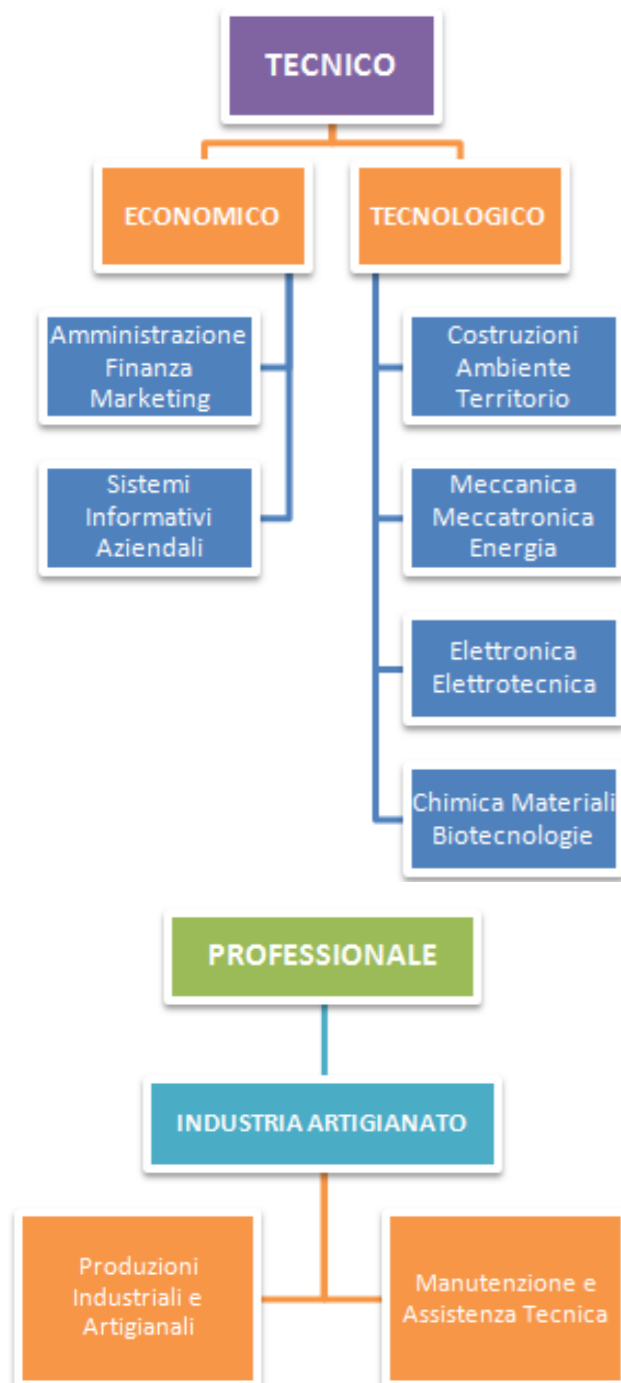 TECNICO
ECONOMICO
TECNOLOGICO
Amministrazione
Finanza
Marketing
Sistemi
Informativi
Aziendali
Costruzioni
Ambiente
Territorio
Meccanica
Meccatronica
Energia
Elettronica
Elettrotecnica
Chimica Materiali
Biotecnologie
PROFESSIONALE
INDUSTRIA ARTIGIANATO
Produzioni
Industriali e
Artigianali
Manutenzione e
Assistenza Tecnica